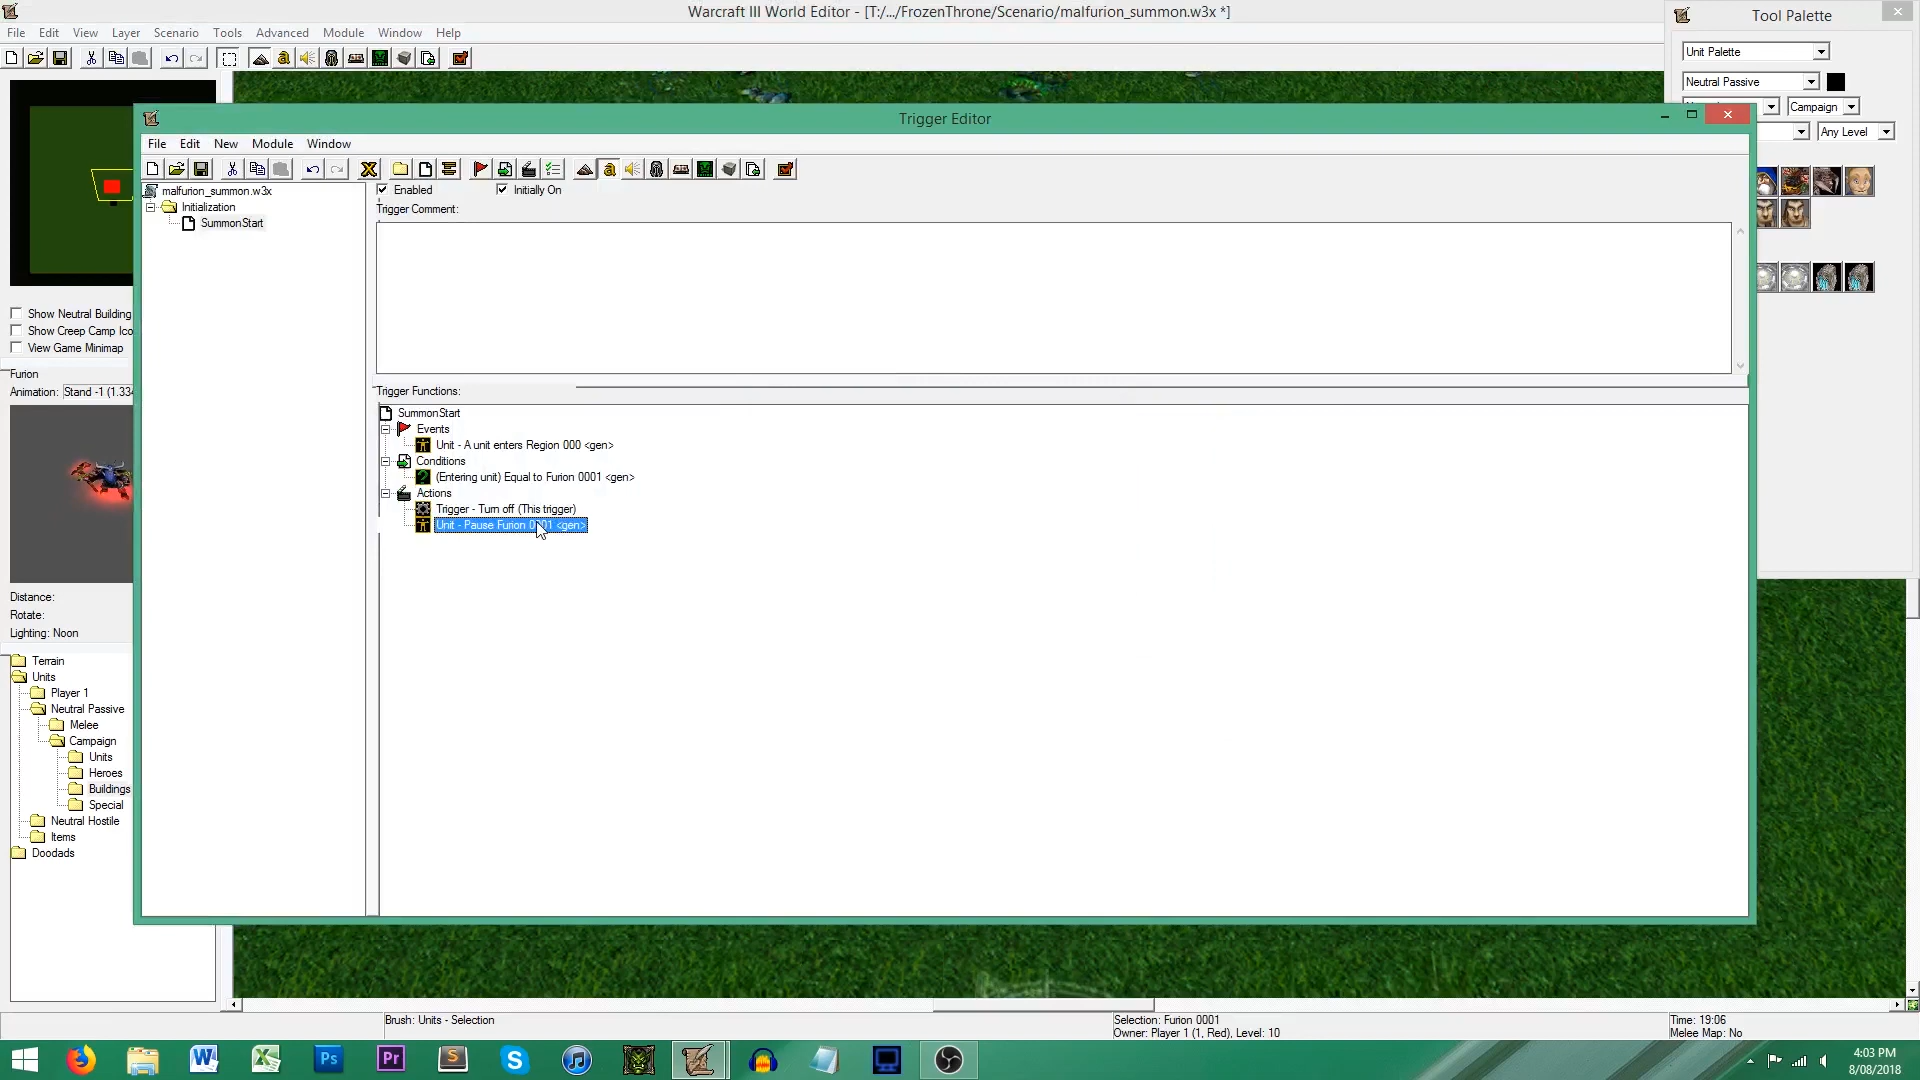 Warcraft III World Editor - [T:/.../FrozenThrone/Scenario/malfurion_summon.w3x *]
Tool Palette
File Edit View Layer Scenario Tools Advanced Module Window Help
Unit Palette
Neutral Passive
Campaign
Any Level
Trigger Editor
File Edit New Module Window
malfurion_summon.w3x
Initialization
SummonStart
Enabled
Initially On
Trigger Comment:
Show Neutral Building
Show Creep Camp Ico
View Game Minimap
Furion
Animation: Stand -1 (1.334
Trigger Functions:
SummonStart
Events
Unit - A unit enters Region 000 <gen>
Conditions
(Entering unit) Equal to Furion 0001 <gen>
Actions
Trigger - Turn off (This trigger)
Unit - Pause Furion 0001 <gen>
Distance:
Rotate:
Lighting: Noon
Terrain
Units
Player 1
Neutral Passive
Melee
Campaign
Units
Heroes
Buildings
Special
Neutral Hostile
Items
Doodads
Brush: Units - Selection
Selection: Furion 0001
Owner: Player 1 (1, Red), Level: 10
Time: 19:06
Melee Map: No
4:03 PM
8/08/2018